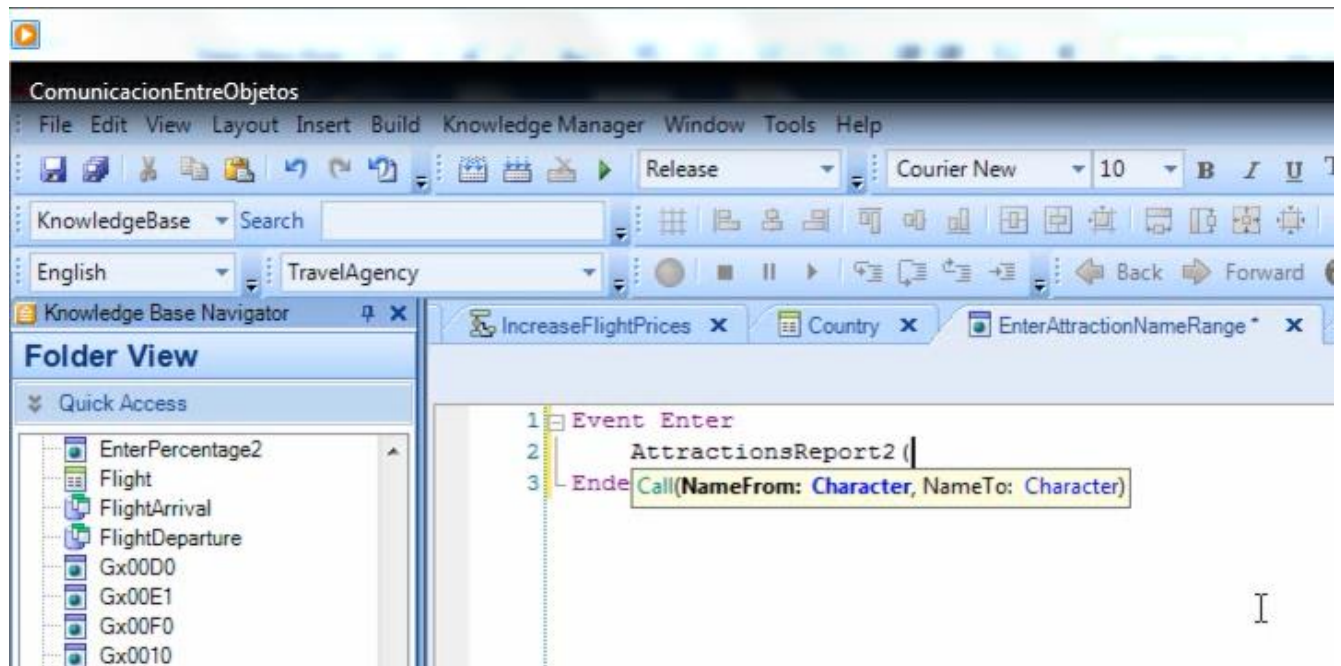 ComunicacionEntreObjetos
File Edit View Layout Insert Build Knowledge Manager Window Tools Help
Release Courier New 10 B I U
KnowledgeBase Search
English TravelAgency Back Forward
Knowledge Base Navigator
IncreaseFlightPrices Country EnterAttractionNameRange*
Folder View
Quick Access
1 Event Enter
2 AttractionsReport2(
3 Ende
Call(NameFrom: Character, NameTo: Character)
EnterPercentage2
Flight
FlightArrival
FlightDeparture
Gx00D0
Gx00E1
Gx00F0
Gx0010